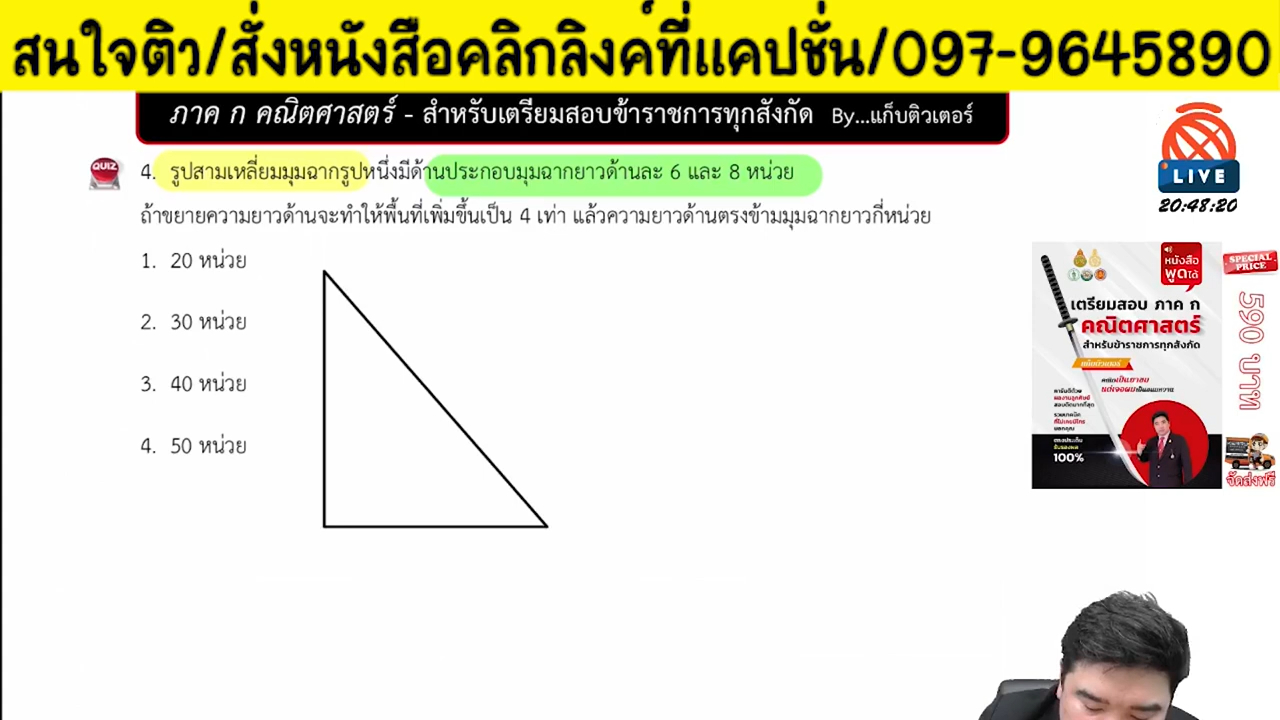 สนใจติว/สั่งหนังสือคลิกลิงค์ที่แคปชั่น/097-9645890
ภาค ก คณิตศาสตร์ - สำหรับเตรียมสอบข้าราชการทุกสังกัด By...แก็บติวเตอร์
QUIZ
4. รูปสามเหลี่ยมมุมฉากรูปหนึ่งมีด้านประกอบมุมฉากยาวด้านละ 6 และ 8 หน่วย
ถ้าขยายความยาวด้านจะทำให้พื้นที่เพิ่มขึ้นเป็น 4 เท่า แล้วความยาวด้านตรงข้ามมุมฉากยาวกี่หน่วย
1. 20 หน่วย
2. 30 หน่วย
3. 40 หน่วย
4. 50 หน่วย
LIVE
20:48:20
หนังสือ
พูดได้
เตรียมสอบ ภาค ก
คณิตศาสตร์
สำหรับข้าราชการทุกสังกัด
100%
SPECIAL
PRICE
590 บาท
จัดส่งฟรี